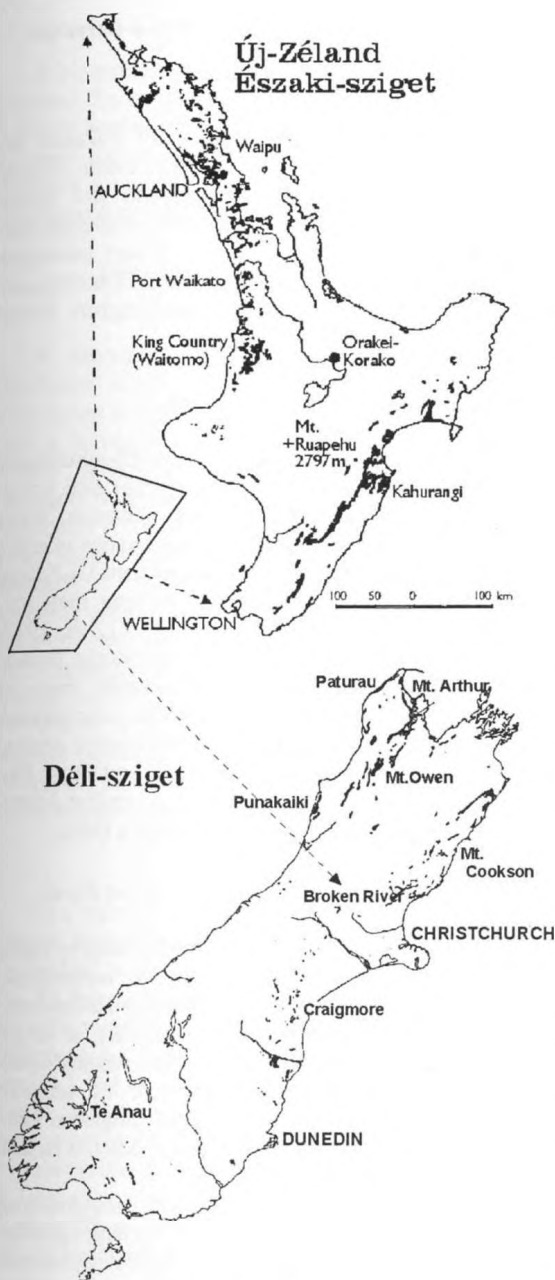 Új-Zéland
Északi-sziget
Waipu
AUCKLAND
Port Waikato
King Country
(Waitomo)
Orakei-
Korako
Mt.
+Ruapehu
2797m
Kahurangi
100 50 0 100 km
WELLINGTON
Paturau
Mt. Arthur
Déli-sziget
Mt.Owen
Punakaiki
Mt.
Cookson
Broken River
CHRISTCHURCH
Craigmore
Te Anau
DUNEDIN